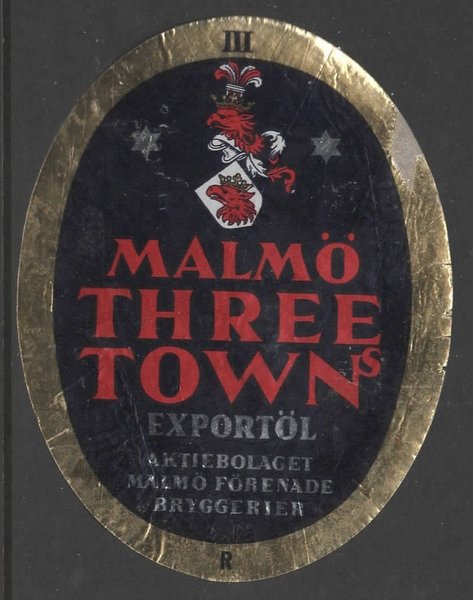 III
MALMÖ
THREE
TOWNS
EXPORTÖL
AKTIEBOLAGET
MALMÖ FÖRENADE
BRYGGERIER
R